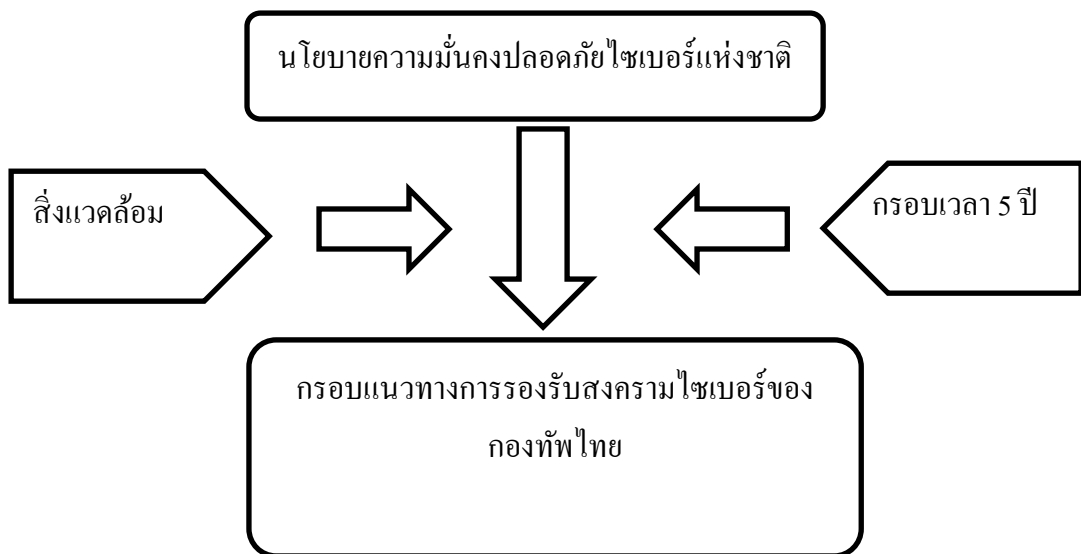 นโยบายความมั่นคงปลอดภัยไซเบอร์แห่งชาติ
สิ่งแวดล้อม
กรอบเวลา 5 ปี
กรอบแนวทางการรองรับสงครามไซเบอร์ของ
กองทัพไทย